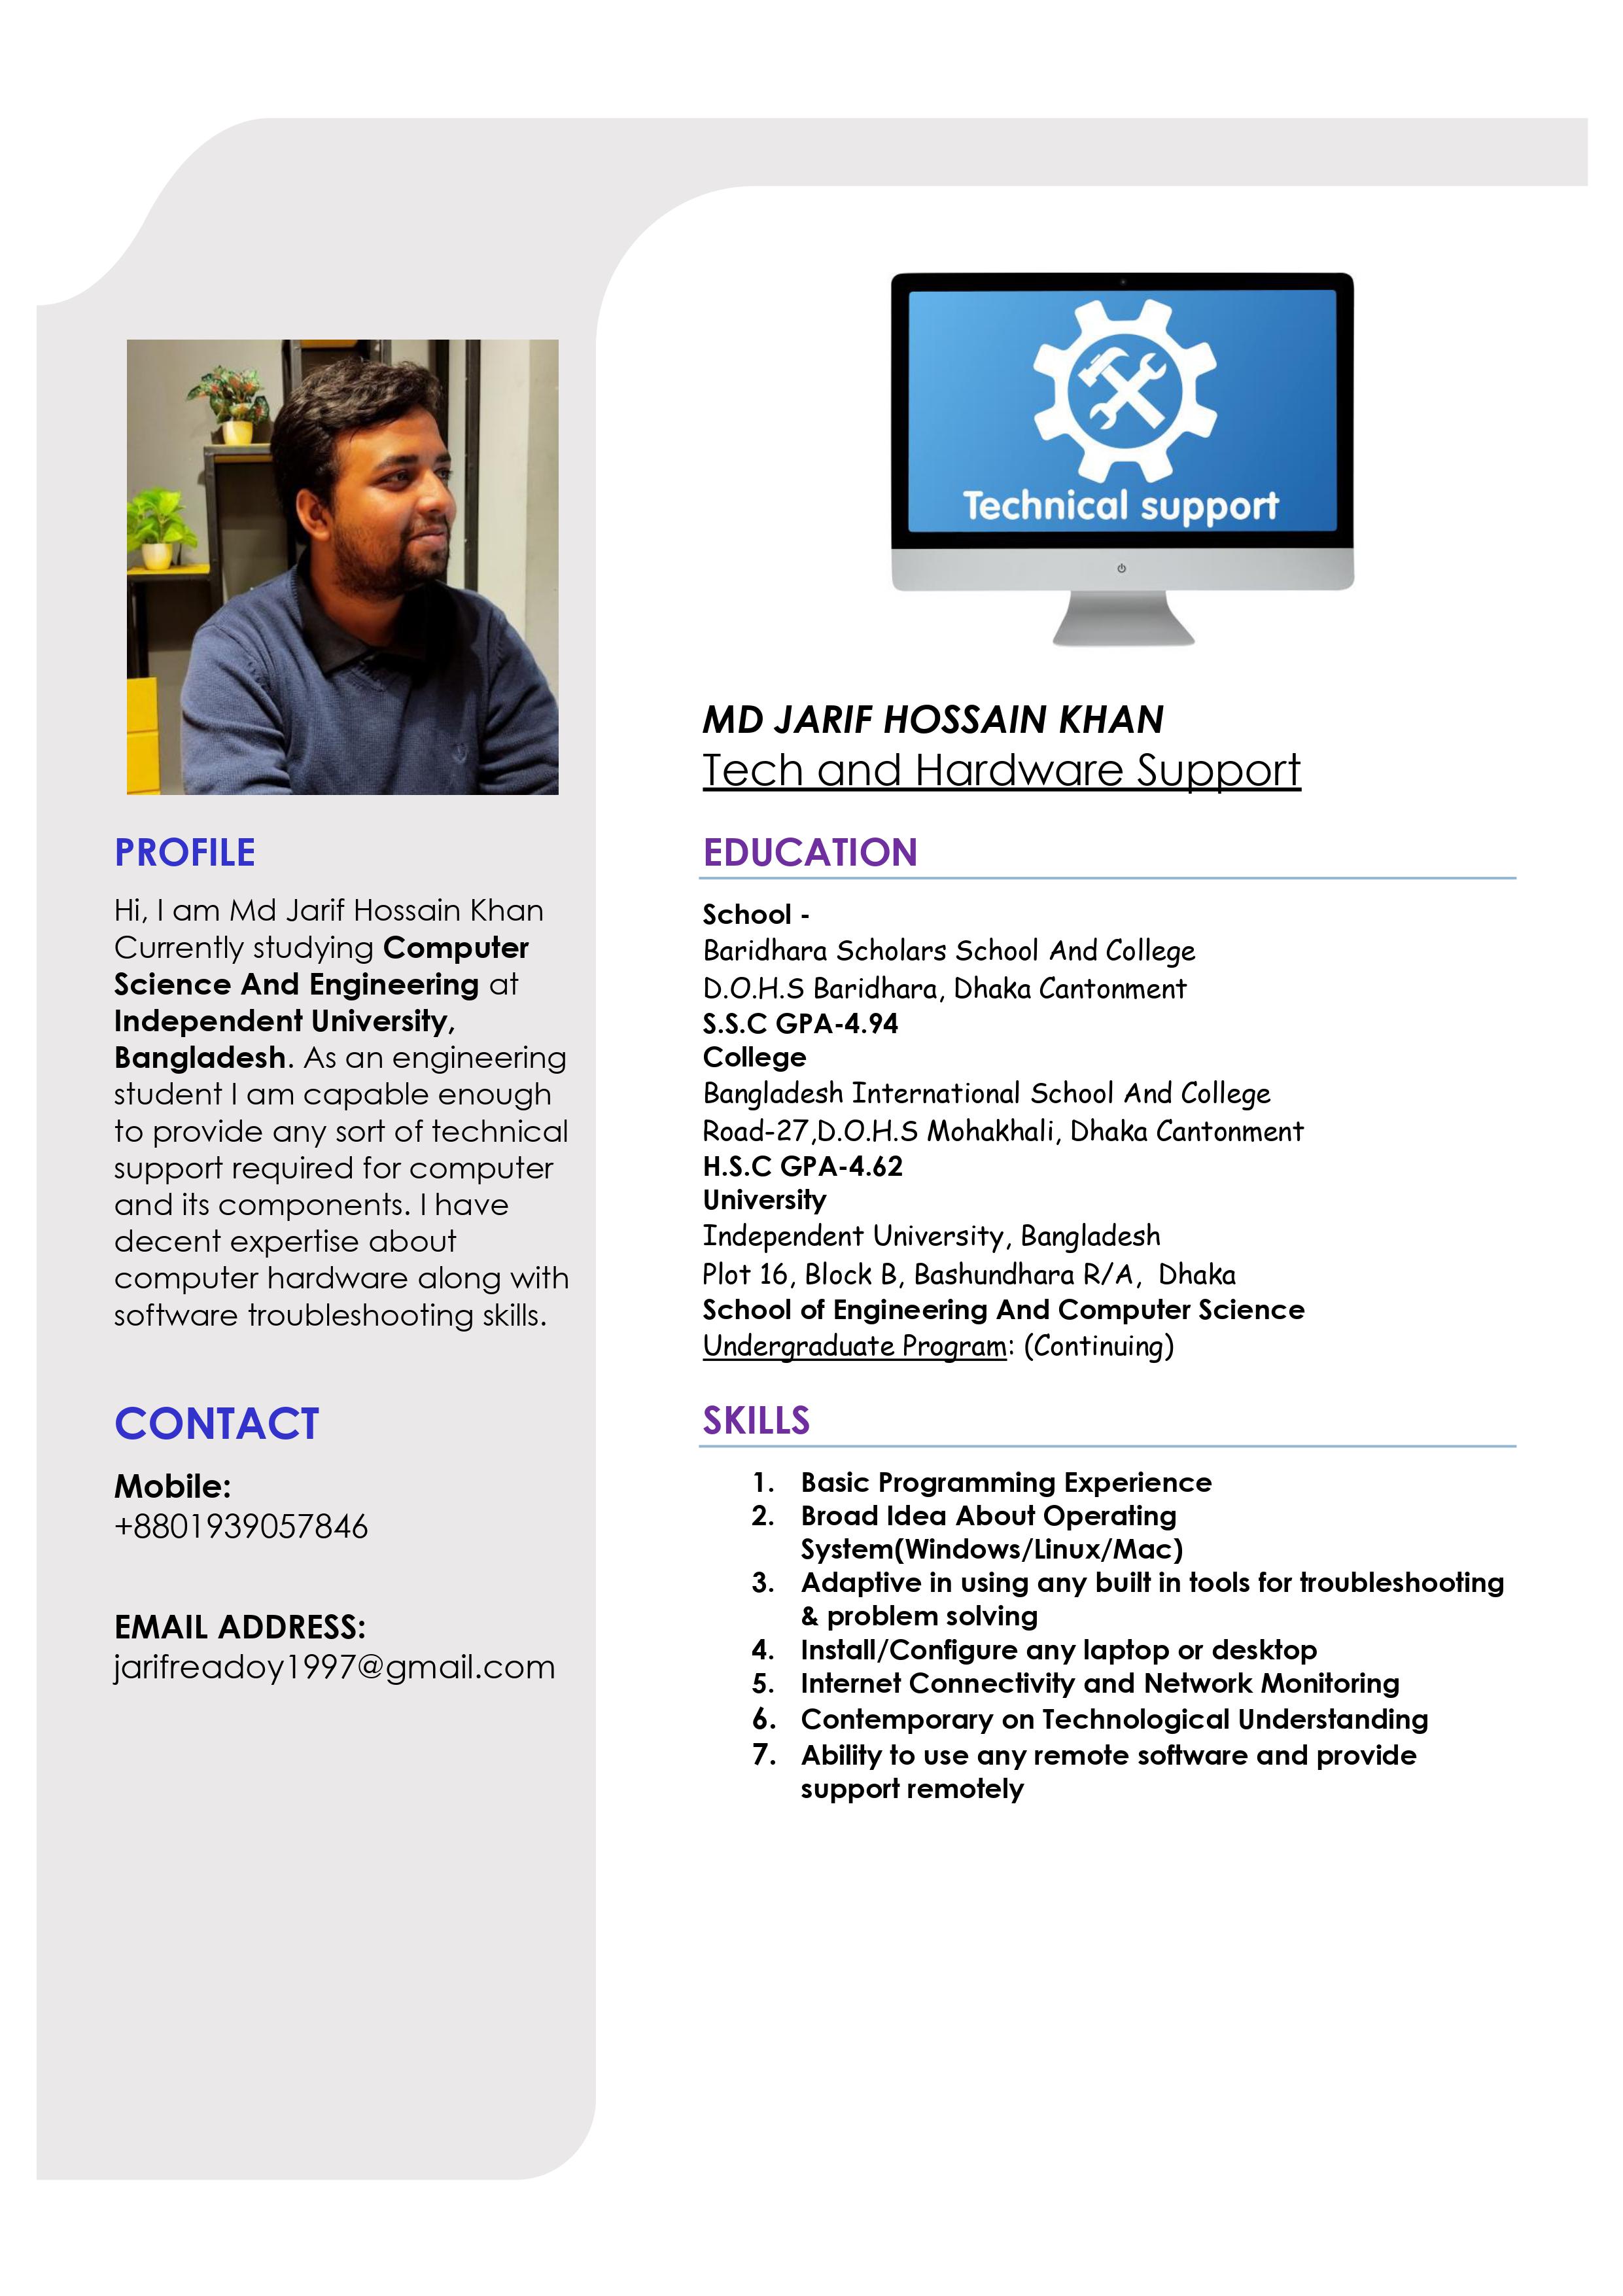 Technical support
MD JARIF HOSSAIN KHAN
Tech and Hardware Support
PROFILE
Hi, I am Md Jarif Hossain Khan
Currently studying Computer
Science And Engineering at
Independent University,
Bangladesh. As an engineering
student I am capable enough
to provide any sort of technical
support required for computer
and its components. I have
decent expertise about
computer hardware along with
software troubleshooting skills.
CONTACT
Mobile:
+8801939057846
EMAIL ADDRESS:
jarifreadoy1997@gmail.com
EDUCATION
School -
Baridhara Scholars School And College
D.O.H.S Baridhara, Dhaka Cantonment
S.S.C GPA-4.94
College
Bangladesh International School And College
Road-27,D.O.H.S Mohakhali, Dhaka Cantonment
H.S.C GPA-4.62
University
Independent University, Bangladesh
Plot 16, Block B, Bashundhara R/A, Dhaka
School of Engineering And Computer Science
Undergraduate Program: (Continuing)
SKILLS
1. Basic Programming Experience
2. Broad Idea About Operating
System(Windows/Linux/Mac)
3. Adaptive in using any built in tools for troubleshooting
& problem solving
4. Install/Configure any laptop or desktop
5. Internet Connectivity and Network Monitoring
6. Contemporary on Technological Understanding
7. Ability to use any remote software and provide
support remotely